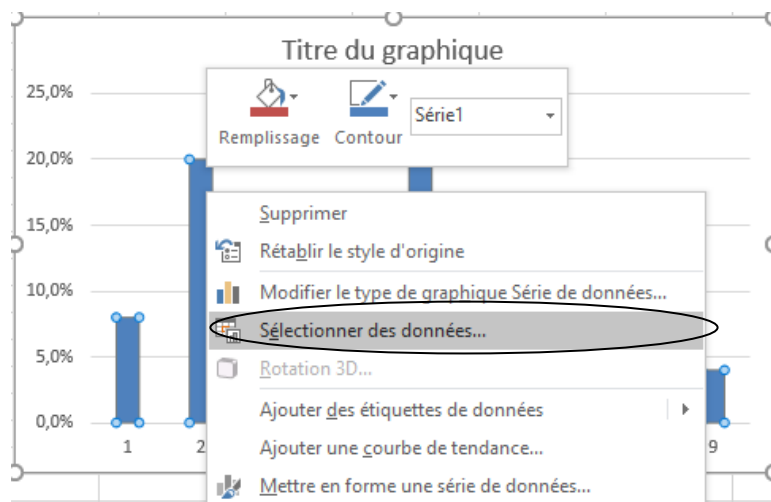 Titre du graphique
25,0%
20,0%
15,0%
10,0%
5,0%
0,0%
1
2
9
Remplissage
Contour
Série1
Supprimer
Rétablir le style d'origine
Modifier le type de graphique Série de données...
Sélectionner des données...
Rotation 3D...
Ajouter des étiquettes de données
Ajouter une courbe de tendance...
Mettre en forme une série de données...